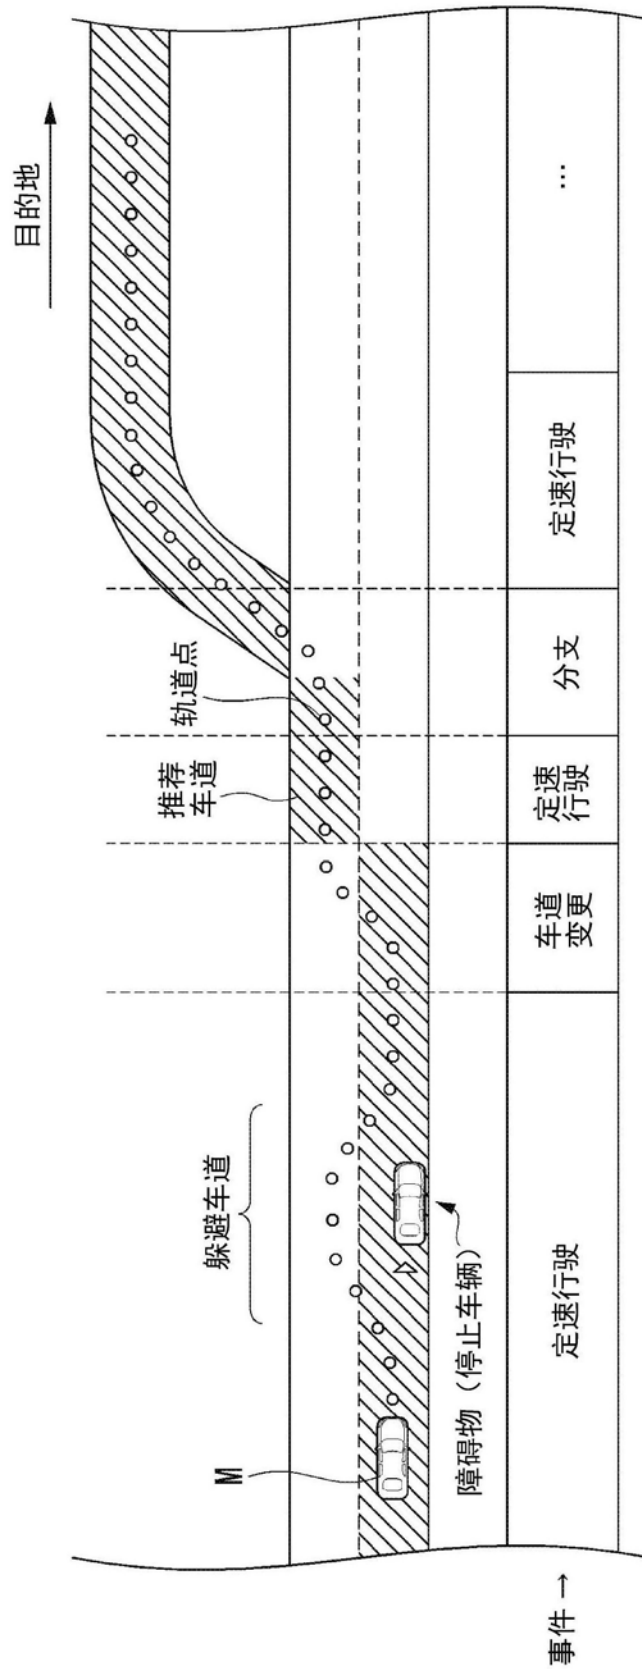 目的地
轨道点
推荐
车道
躲避车道
M
障碍物（停止车辆）
事件→
定速行驶
车道
变更
定速
行驶
分支
定速行驶
…